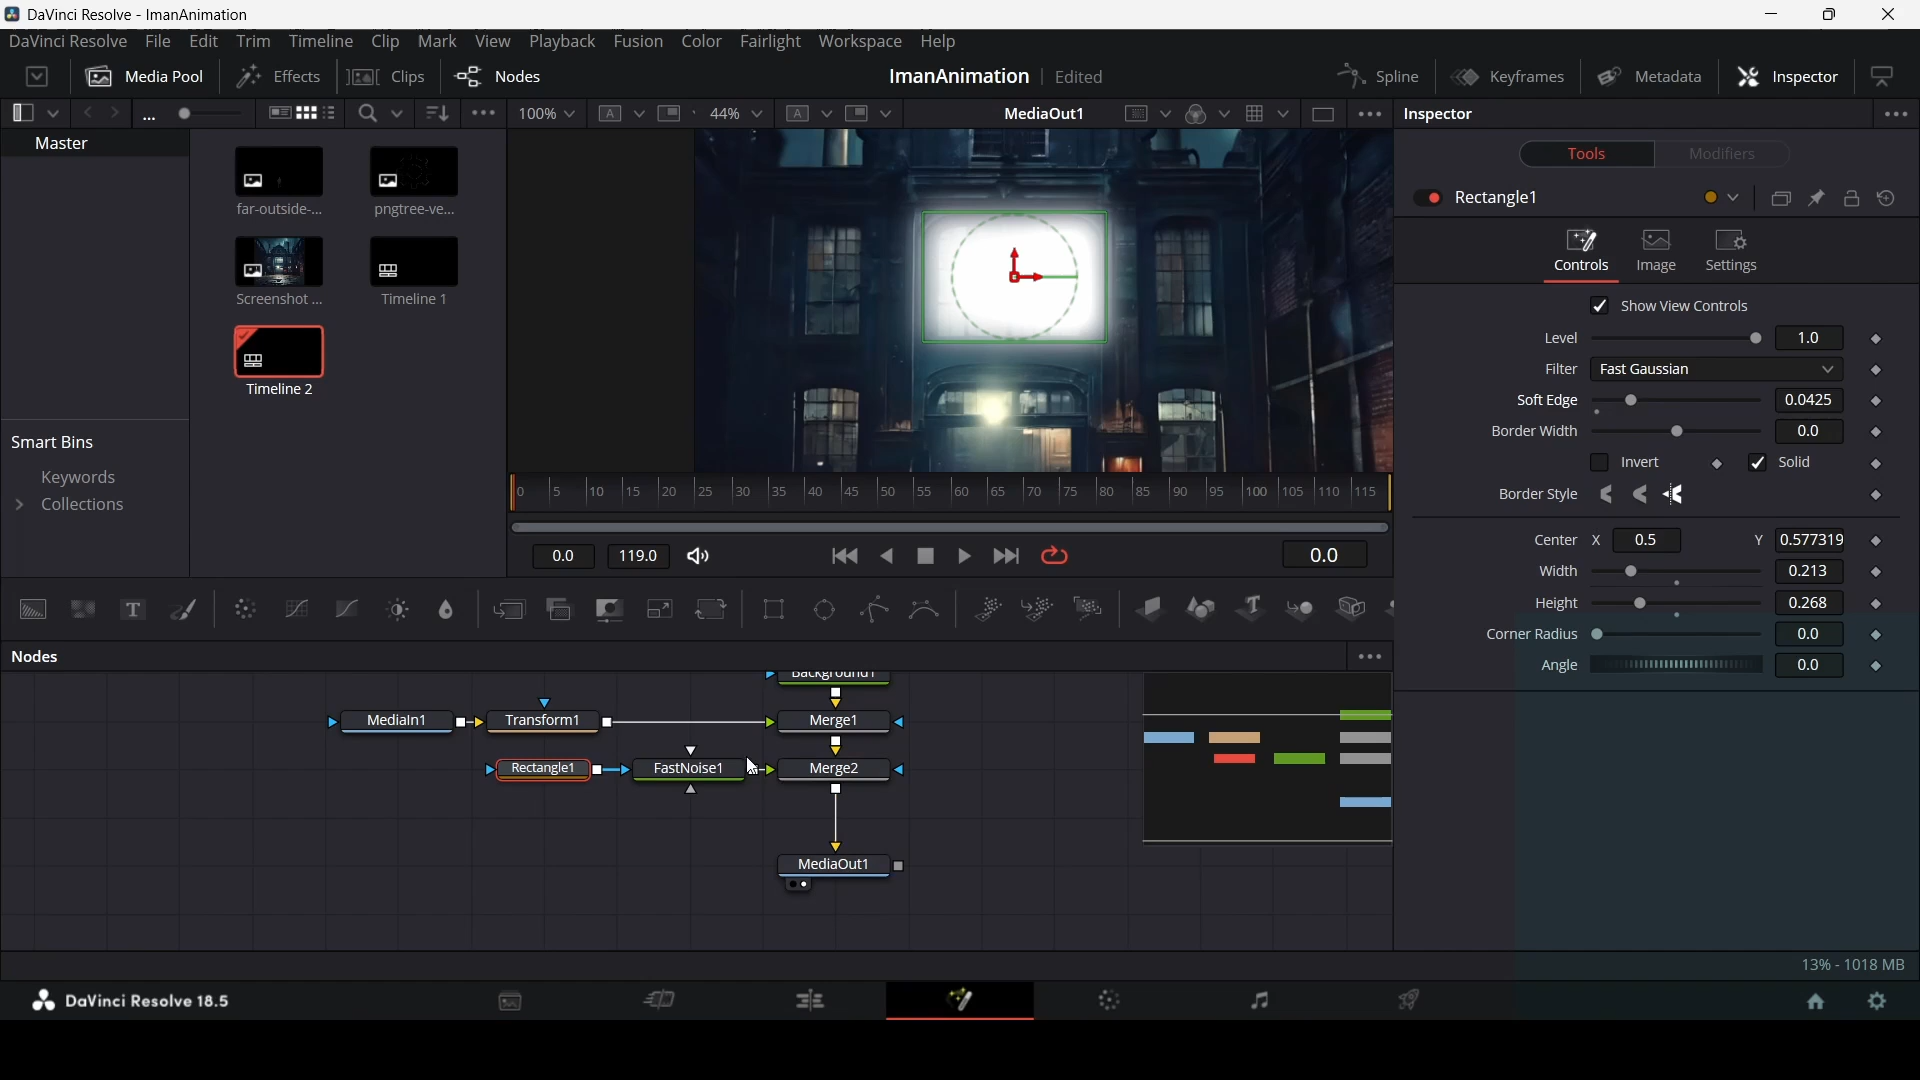 DaVinci Resolve - ImanAnimation
DaVinci Resolve File Edit Trim Timeline Clip Mark View Playback Fusion Color Fairlight Workspace Help
Media Pool Effects Clips Nodes ImanAnimation Edited Spline Keyframes Metadata Inspector
... 100% A 44% A MediaOut1 Inspector
Master
far-outside-...
pngtree-ve...
Screenshot ...
Timeline 1
Timeline 2
Smart Bins
Keywords
Collections
0 5 10 15 20 25 30 35 40 45 50 55 60 65 70 75 80 85 90 95 100 105 110 115
0.0 119.0 0.0
T T
Nodes
Background1
MediaIn1 Transform1 Merge1
Rectangle1 FastNoise1 Merge2
MediaOut1
Tools Modifiers
Rectangle1
Controls Image Settings
Show View Controls
Level 1.0
Filter Fast Gaussian
Soft Edge 0.0425
Border Width 0.0
Invert Solid
Border Style
Center X 0.5 Y 0.577319
Width 0.213
Height 0.268
Corner Radius 0.0
Angle 0.0
13% - 1018 MB
DaVinci Resolve 18.5